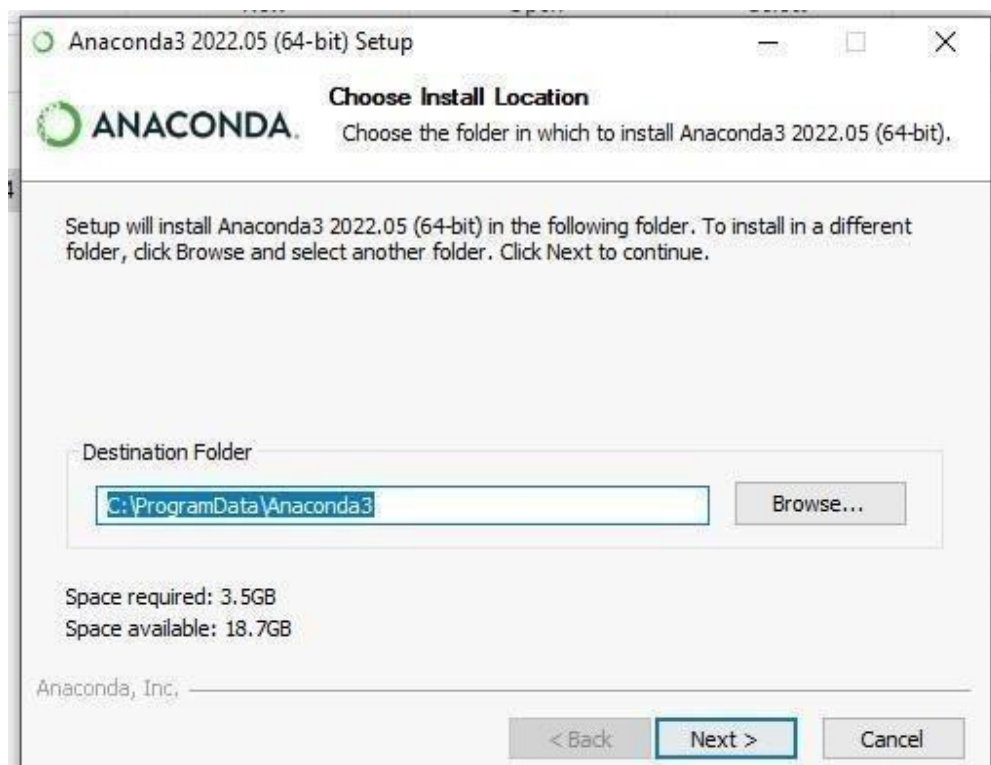 Anaconda3 2022.05 (64-bit) Setup
ANACONDA.
Choose Install Location
Choose the folder in which to install Anaconda3 2022.05 (64-bit).
Setup will install Anaconda3 2022.05 (64-bit) in the following folder. To install in a different
folder, click Browse and select another folder. Click Next to continue.
Destination Folder
C:\ProgramData\Anaconda3
Browse...
Space required: 3.5GB
Space available: 18.7GB
Anaconda, Inc.
< Back
Next >
Cancel